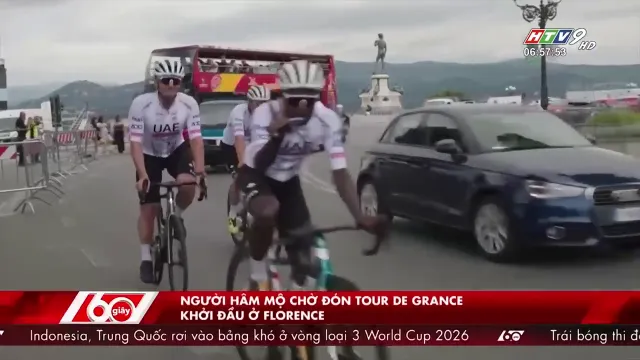 HTV9 HD
06:57:53
UAE
UAE
60 giây
NGƯỜI HÂM MỘ CHỜ ĐÓN TOUR DE GRANCE
KHỞI ĐẦU Ở FLORENCE
Indonesia, Trung Quốc rơi vào bảng khó ở vòng loại 3 World Cup 2026 60 Trái bóng thi đ